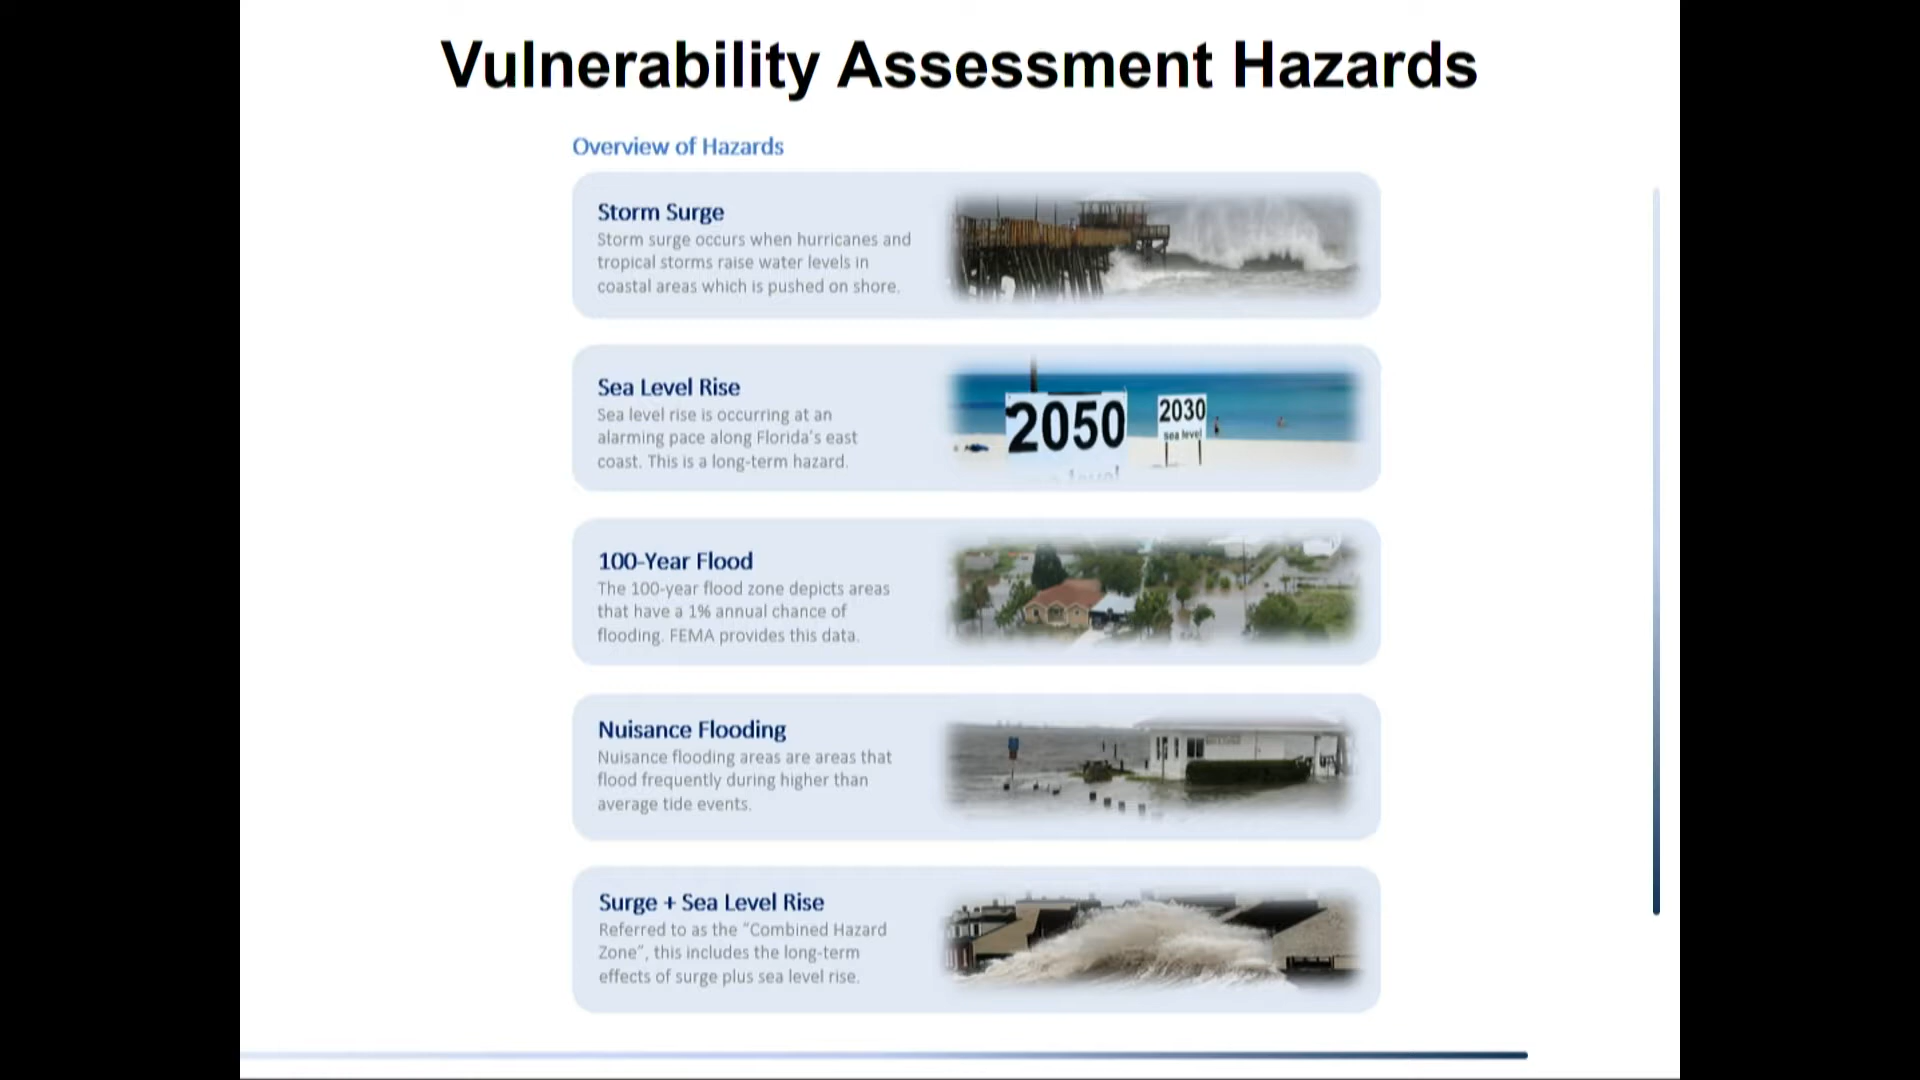 Vulnerability Assessment Hazards
Overview of Hazards
Storm Surge
Storm surge occurs when hurricanes and
tropical storms raise water levels in
coastal areas which is pushed on shore.
Sea Level Rise
Sea level rise is occurring at an
alarming pace along Florida's east
coast. This is a long-term hazard.
2050
2030
sea level
level
100-Year Flood
The 100-year flood zone depicts areas
that have a 1% annual chance of
flooding. FEMA provides this data.
Nuisance Flooding
Nuisance flooding areas are areas that
flood frequently during higher than
average tide events.
Surge + Sea Level Rise
Referred to as the “Combined Hazard
Zone”, this includes the long-term
effects of surge plus sea level rise.